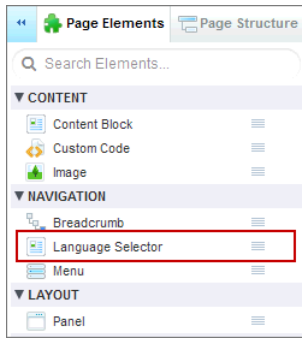 Page Elements Page Structure
Search Elements...
CONTENT
Content Block
Custom Code
Image
NAVIGATION
Breadcrumb
Language Selector
Menu
LAYOUT
Panel